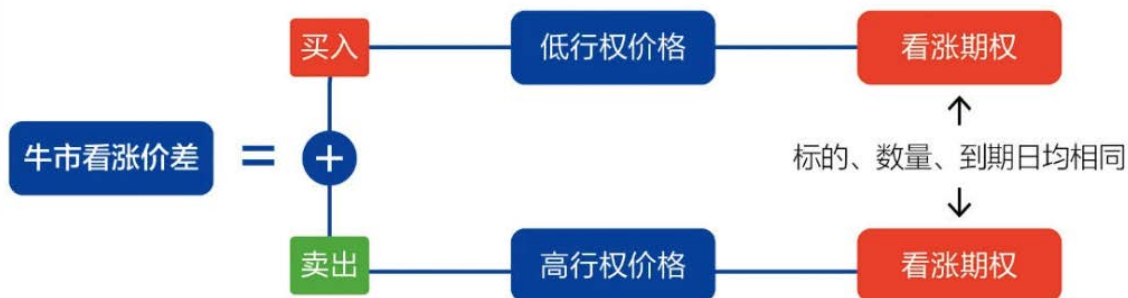 买入
低行权价格
看涨期权
牛市看涨价差
=
+
标的、数量、到期日均相同
卖出
高行权价格
看涨期权